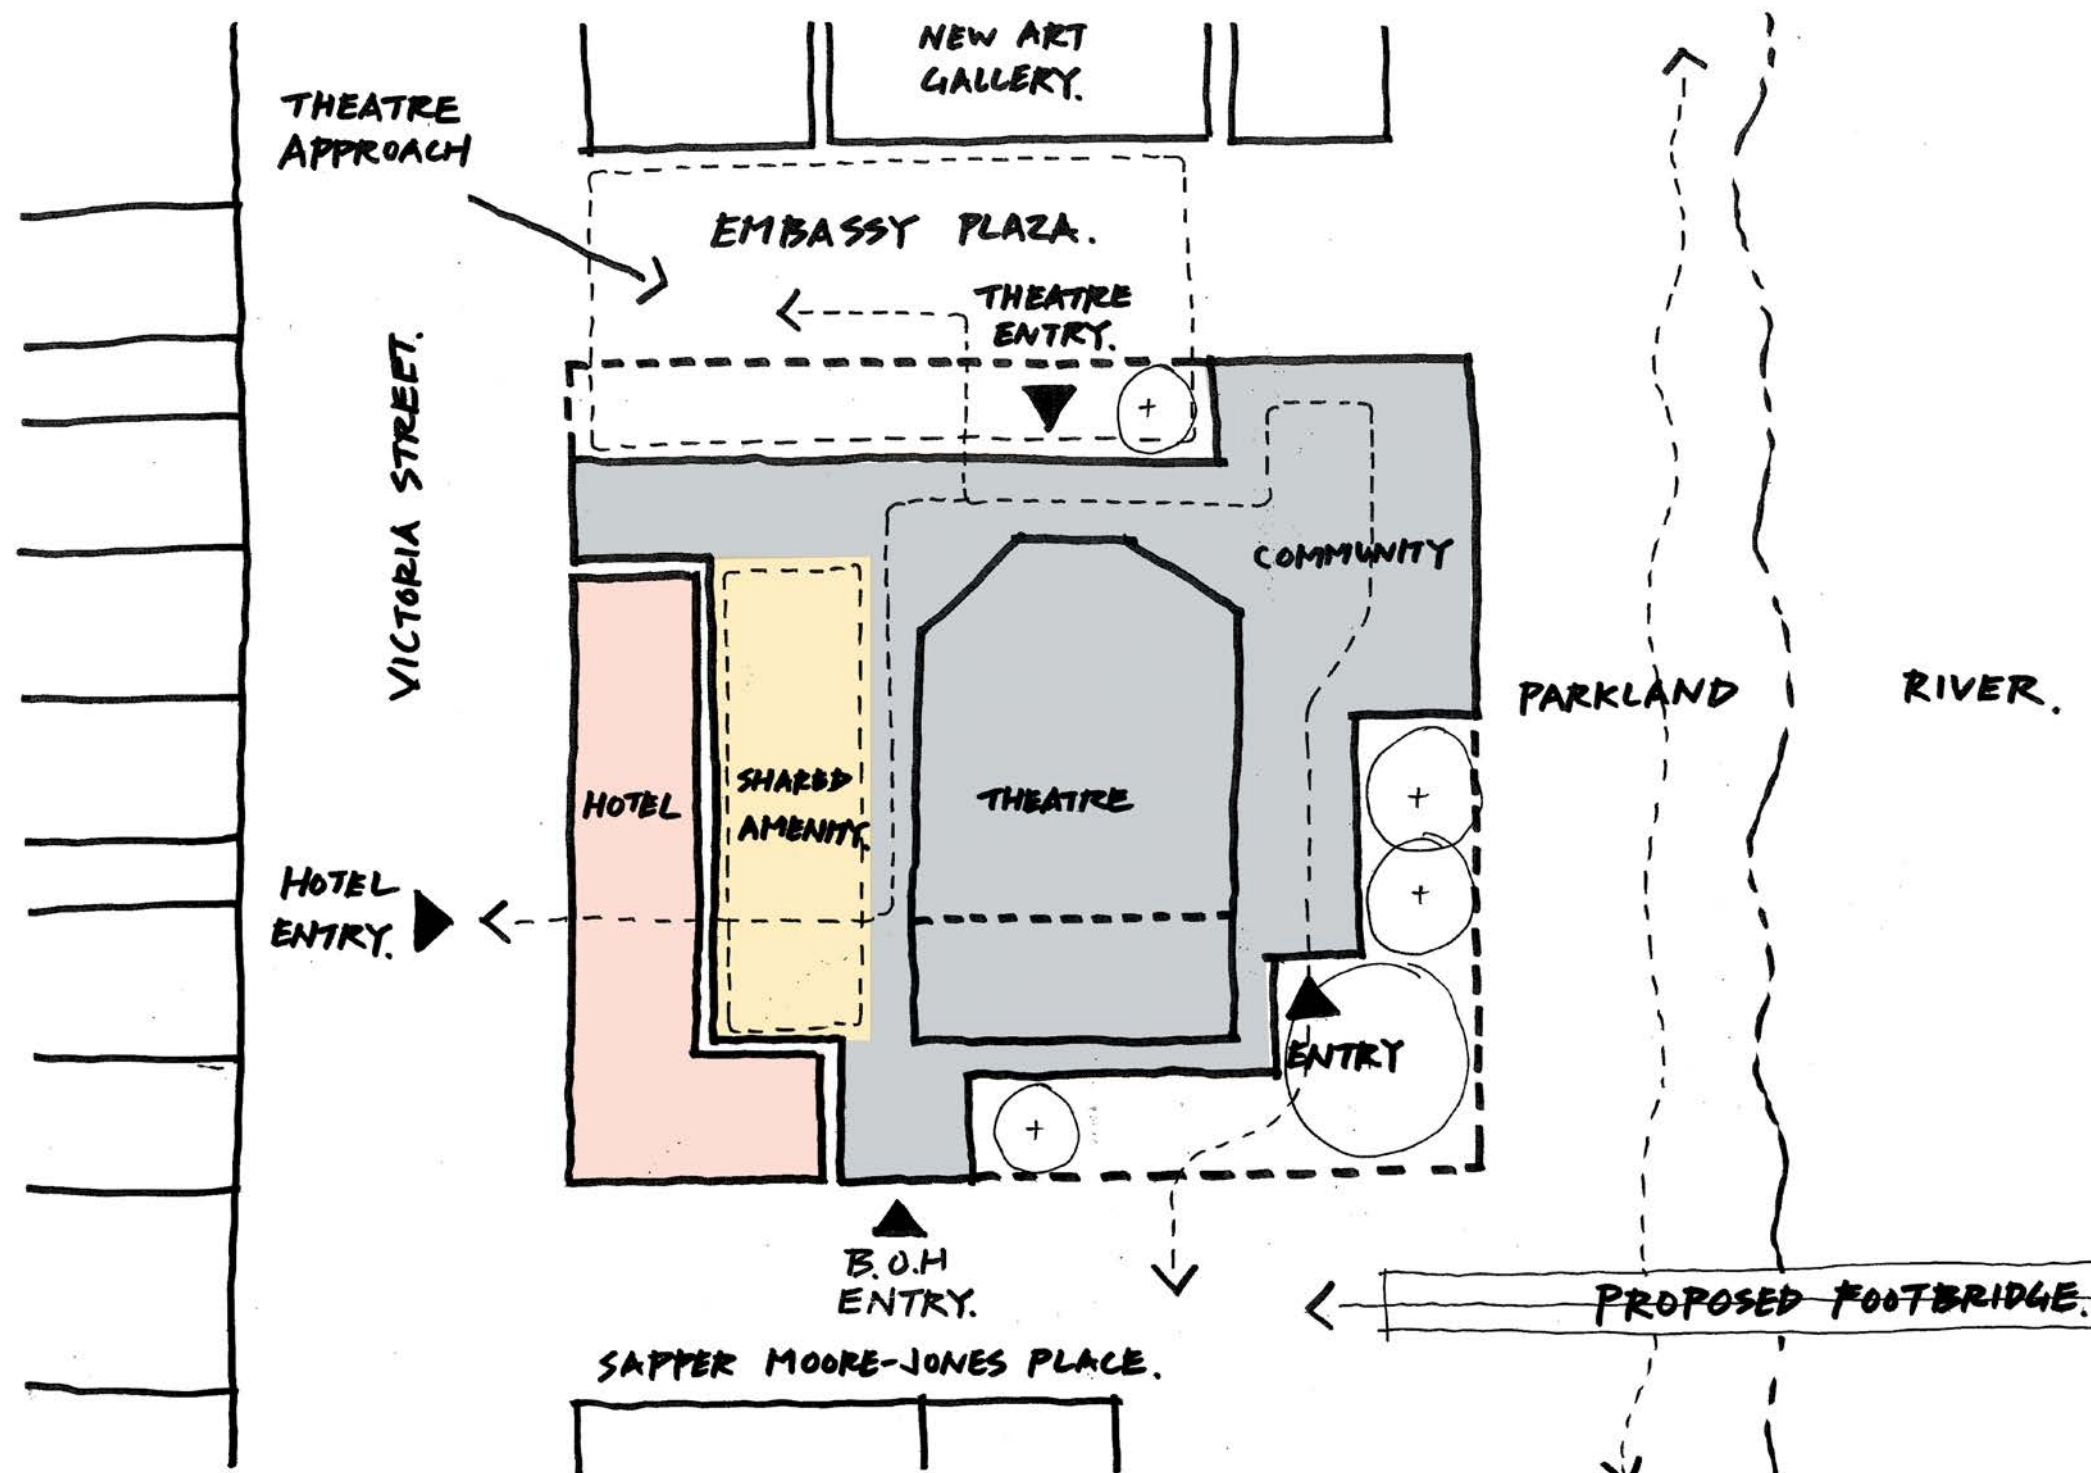 NEW ART
GALLERY.
THEATRE
APPROACH
EMBASSY PLAZA.
THEATRE
ENTRY.
VICTORIA STREET.
COMMUNITY
PARKLAND
RIVER.
HOTEL
SHARED
AMENITY.
THEATRE
HOTEL
ENTRY.
ENTRY
B.O.H
ENTRY.
PROPOSED FOOTBRIDGE.
SAPPER MOORE-JONES PLACE.